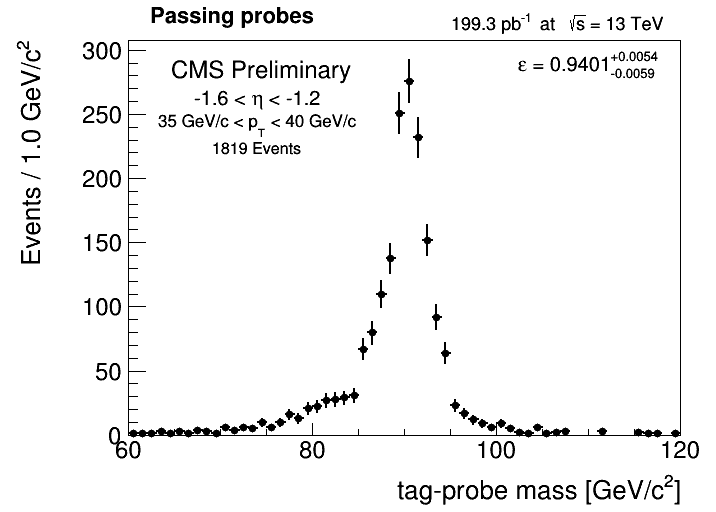 Passing probes
199.3 pb⁻¹ at √s = 13 TeV
CMS Preliminary
-1.6 < η < -1.2
35 GeV/c < p_T < 40 GeV/c
1819 Events
ε = 0.9401 +0.0054 -0.0059
Events / 1.0 GeV/c²
300
250
200
150
100
50
0
60 80 100 120
tag-probe mass [GeV/c²]